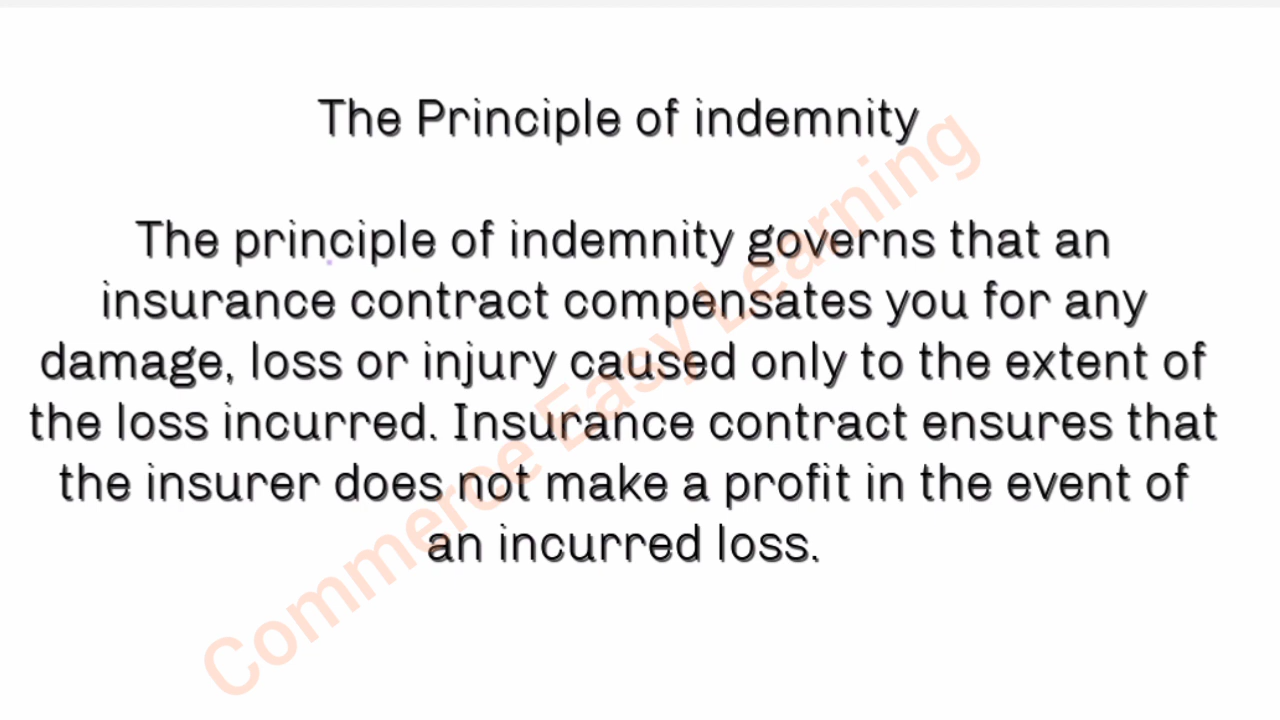 The Principle of indemnity
The principle of indemnity governs that an
insurance contract compensates you for any
damage, loss or injury caused only to the extent of
the loss incurred. Insurance contract ensures that
the insurer does not make a profit in the event of
an incurred loss.
Commerce Easy Learning